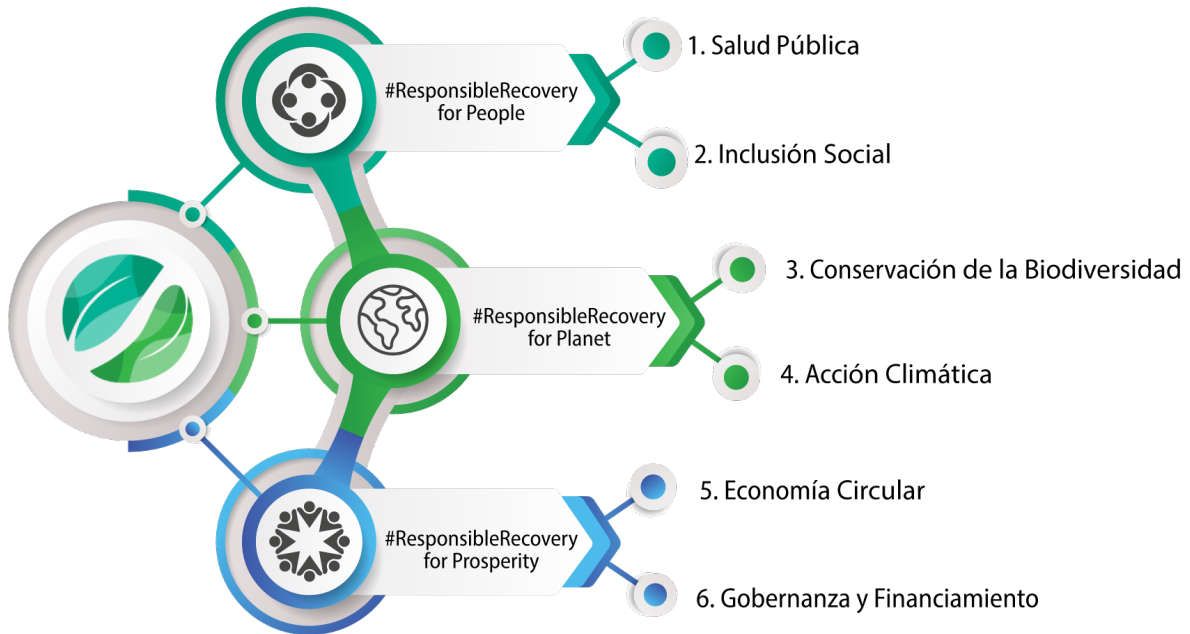 #ResponsibleRecovery
for People
1. Salud Pública
2. Inclusión Social
#ResponsibleRecovery
for Planet
3. Conservación de la Biodiversidad
4. Acción Climática
#ResponsibleRecovery
for Prosperity
5. Economía Circular
6. Gobernanza y Financiamiento